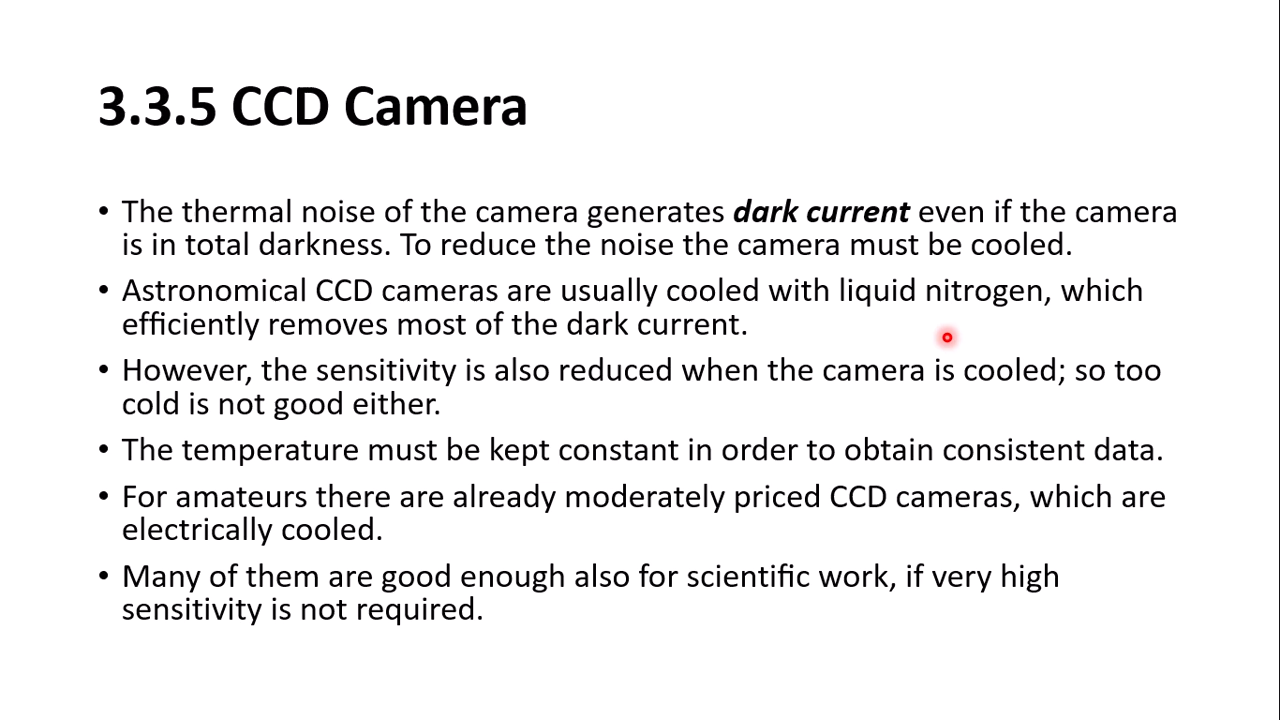 3.3.5 CCD Camera
• The thermal noise of the camera generates dark current even if the camera
is in total darkness. To reduce the noise the camera must be cooled.
• Astronomical CCD cameras are usually cooled with liquid nitrogen, which
efficiently removes most of the dark current.
• However, the sensitivity is also reduced when the camera is cooled; so too
cold is not good either.
• The temperature must be kept constant in order to obtain consistent data.
• For amateurs there are already moderately priced CCD cameras, which are
electrically cooled.
• Many of them are good enough also for scientific work, if very high
sensitivity is not required.